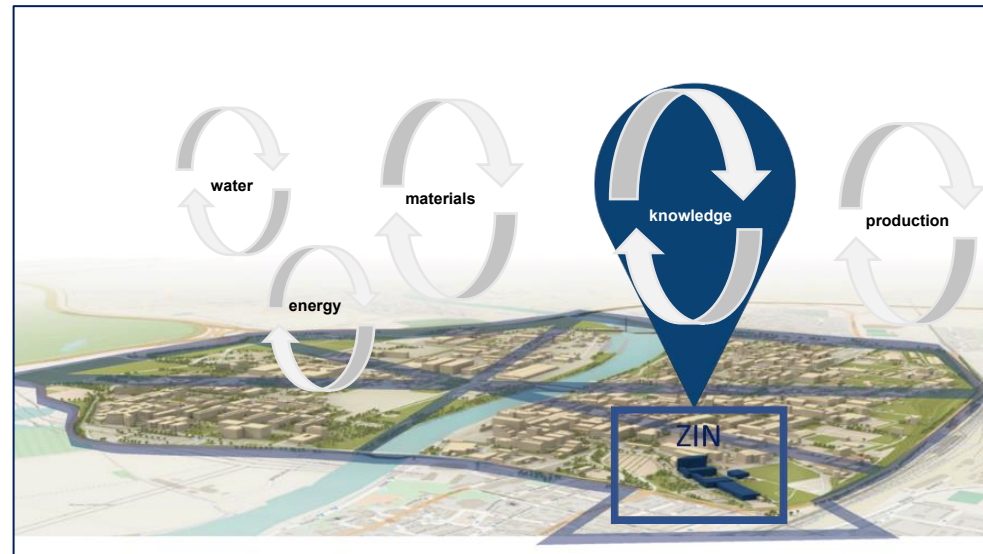 water
materials
knowledge
production
energy
ZIN